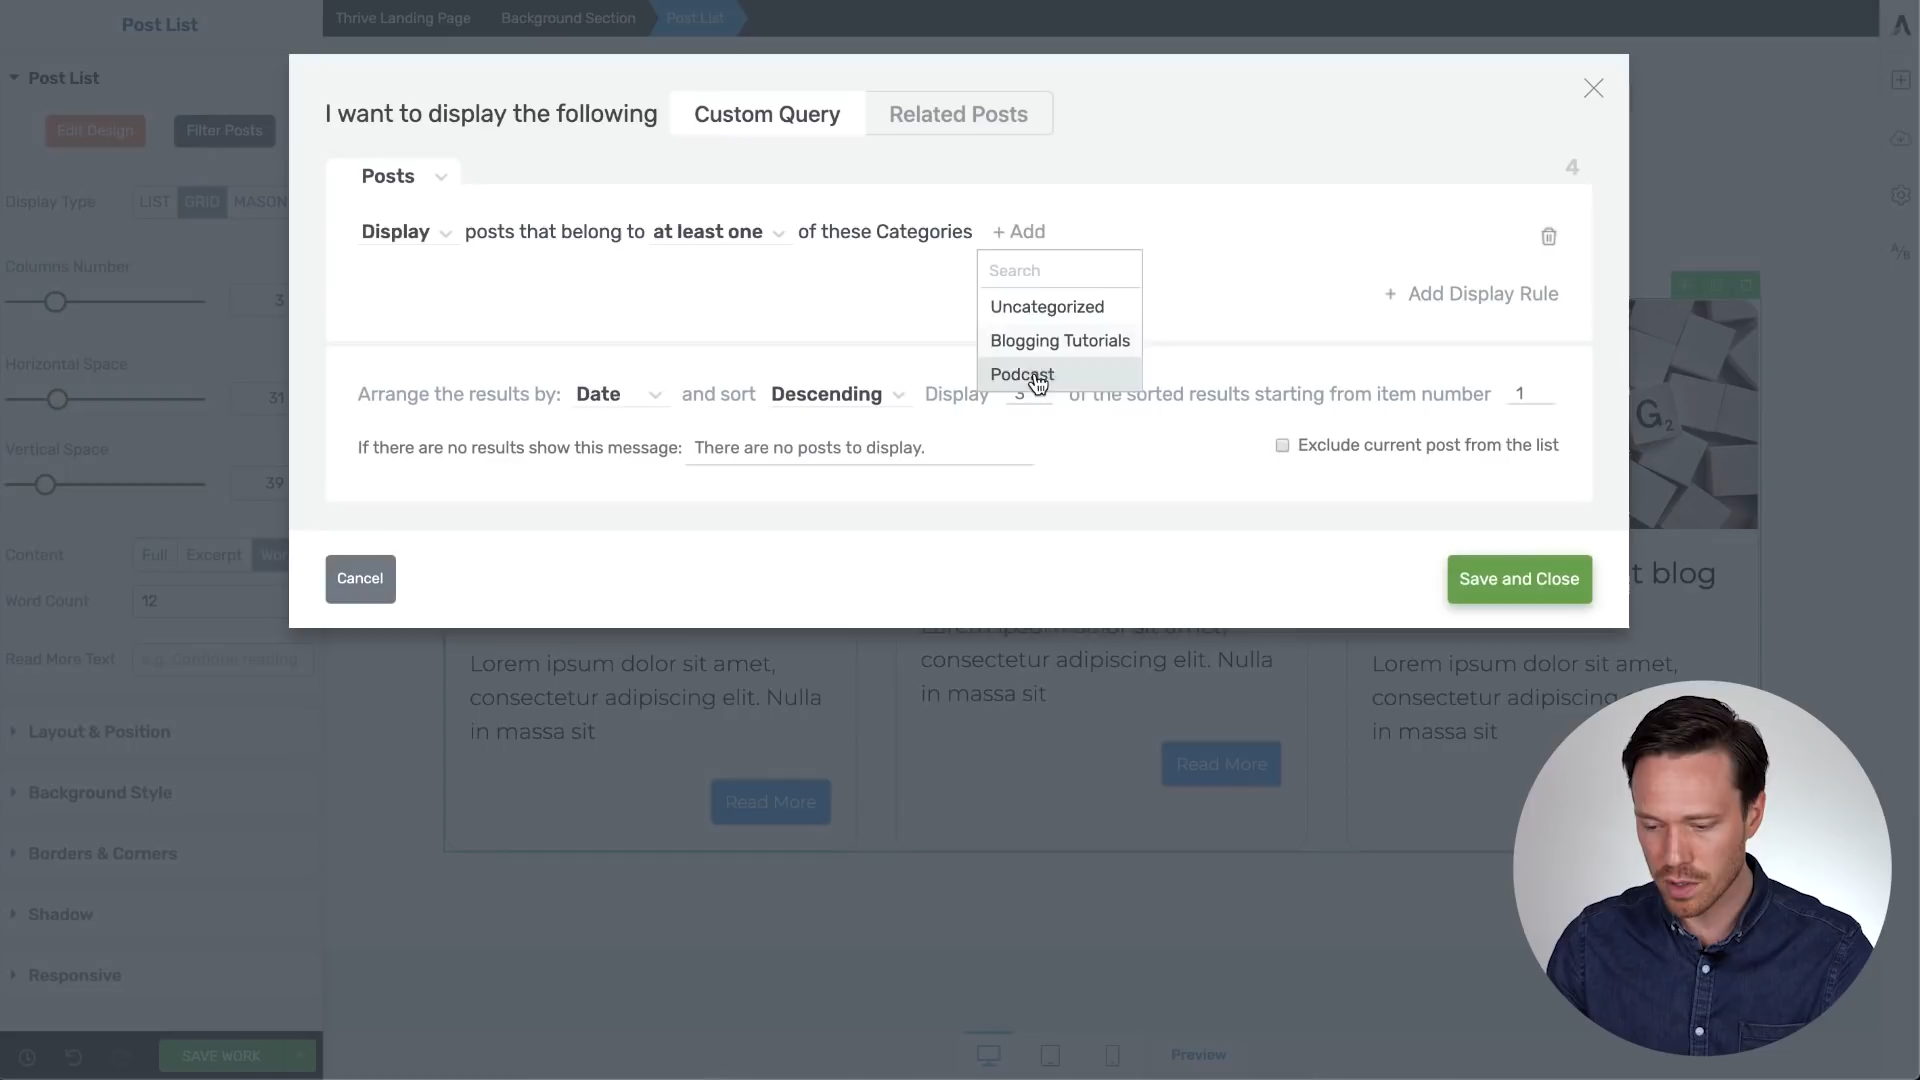 Post List
Thrive Landing Page
Background Section
Post List
Post List
Edit Design
Filter Posts
Display Type
LIST
GRID
MASON
Columns Number
3
Horizontal Space
31
Vertical Space
39
Content
Full
Excerpt
Wor
Word Count
12
Read More Text
e.g. Continue reading
Layout & Position
Background Style
Borders & Corners
Shadow
Responsive
SAVE WORK
I want to display the following
Custom Query
Related Posts
Posts
4
Display posts that belong to at least one of these Categories + Add
Search
Uncategorized
Blogging Tutorials
Podcast
+ Add Display Rule
Arrange the results by: Date and sort Descending Display 3 of the sorted results starting from item number 1
If there are no results show this message: There are no posts to display.
Exclude current post from the list
Cancel
Save and Close
G2
t blog
Lorem ipsum dolor sit amet,
consectetur adipiscing elit. Nulla
in massa sit
Read More
Lorem ipsum dolor sit amet,
consectetur adipiscing elit. Nulla
in massa sit
Read More
Lorem ipsum dolor sit amet,
consectetur adipiscing
in massa sit
Preview
A/B